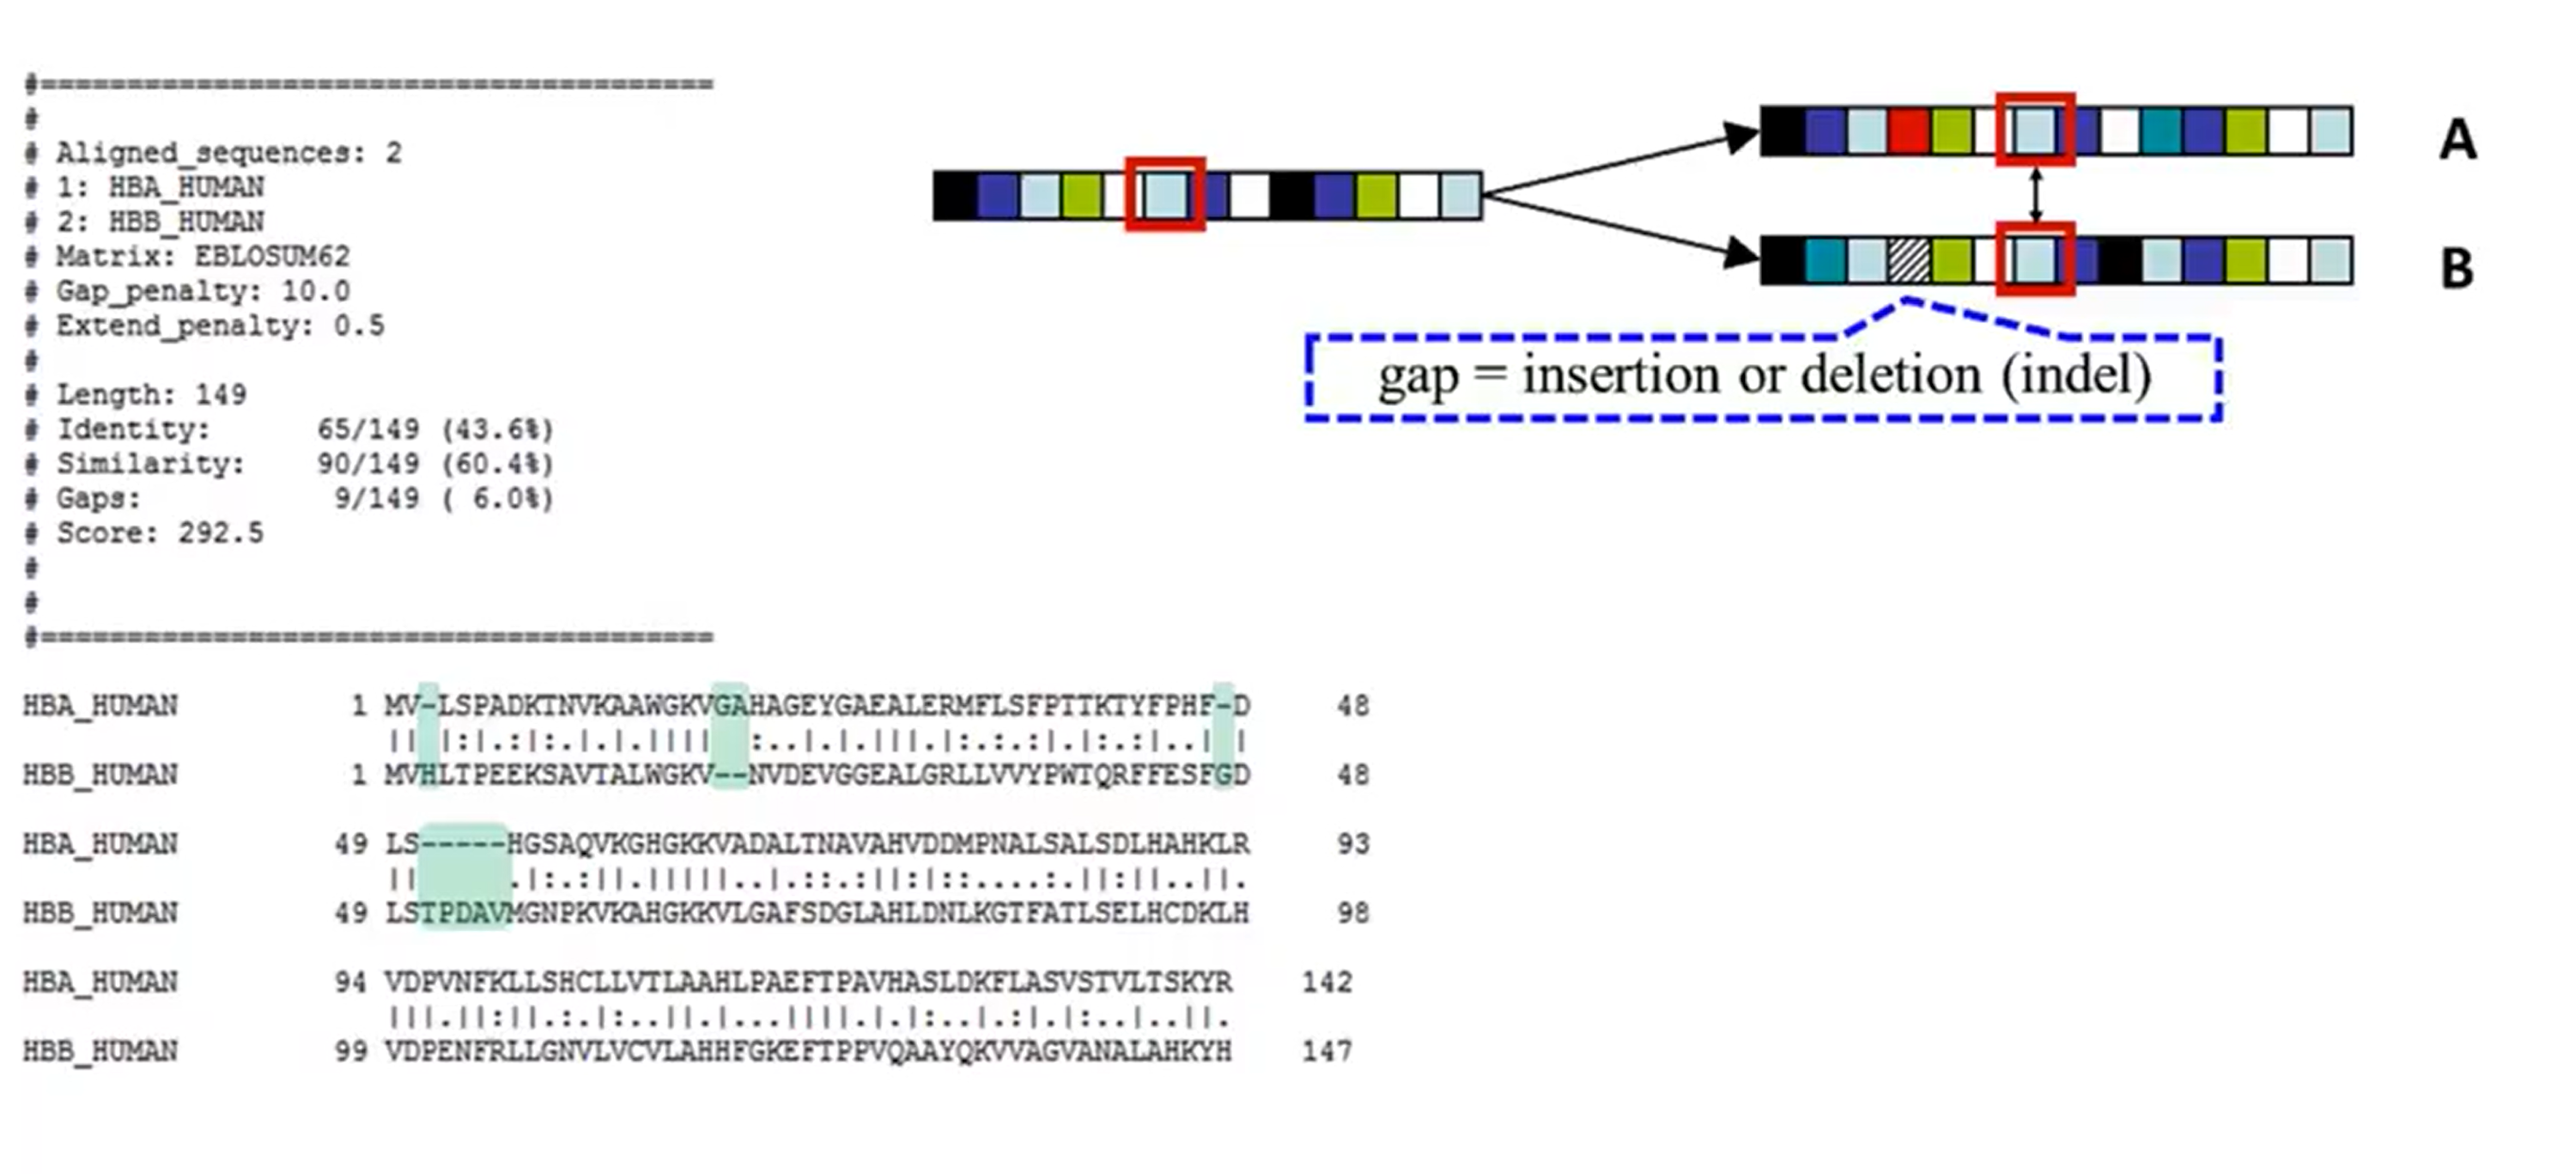 #=======================================
#
# Aligned_sequences: 2
# 1: HBA_HUMAN
# 2: HBB_HUMAN
# Matrix: EBLOSUM62
# Gap_penalty: 10.0
# Extend_penalty: 0.5
#
# Length: 149
# Identity:      65/149 (43.6%)
# Similarity:    90/149 (60.4%)
# Gaps:           9/149 ( 6.0%)
# Score: 292.5
#
#
#=======================================
A
B
gap = insertion or deletion (indel)
HBA_HUMAN         1 MV-LSPADKTNVKAAWGKVGAHAGEYGAEALERMFLSFPTTKTYFPHF-D     48
                    || |:|.:|:.|.|.||||  :..|.|.|||.|:.:.:|.|:.:|..| |
HBB_HUMAN         1 MVHLTPEEKSAVTALWGKV--NVDEVGGEALGRLLVVYPWTQRFFESFGD     48
HBA_HUMAN        49 LS-----HGSAQVKGHGKKVADALTNAVAHVDDMPNALSALSDLHAHKLR     93
                    ||     .|:.:||.|||||..|.::.:||:|::....:.||:||..||.
HBB_HUMAN        49 LSTPDAVMGNPKVKAHGKKVLGAFSDGLAHLDNLKGTFATLSELHCDKLH     98
HBA_HUMAN        94 VDPVNFKLLSHCLLVTLAAHLPAEFTPAVHASLDKFLASVSTVLTSKYR    142
                    |||.||:||.:.|:..||.|...||||.|.|:..|.:|.|:..|..||.
HBB_HUMAN        99 VDPENFRLLGNVLVCVLAHHFGKEFTPPVQAAYQKVVAGVANALAHKYH    147